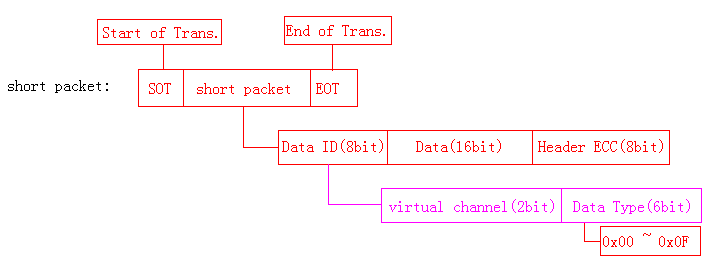 Start of Trans.
End of Trans.
short packet:
SOT
short packet
EOT
Data ID(8bit)
Data(16bit)
Header ECC(8bit)
virtual channel(2bit)
Data Type(6bit)
0x00 ~ 0x0F